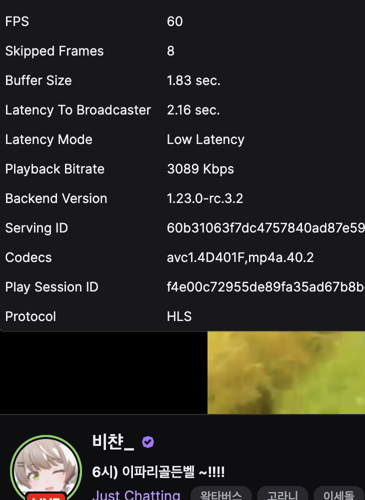 FPS 60
Skipped Frames 8
Buffer Size 1.83 sec.
Latency To Broadcaster 2.16 sec.
Latency Mode Low Latency
Playback Bitrate 3089 Kbps
Backend Version 1.23.0-rc.3.2
Serving ID 60b31063f7dc4757840ad87e59
Codecs avc1.4D401F,mp4a.40.2
Play Session ID f4e00c72955de89fa35ad67b8b
Protocol HLS
비챤_
6시) 이파리골든벨 ~!!!!
Just Chatting 왁타버스 고라니 이세돌